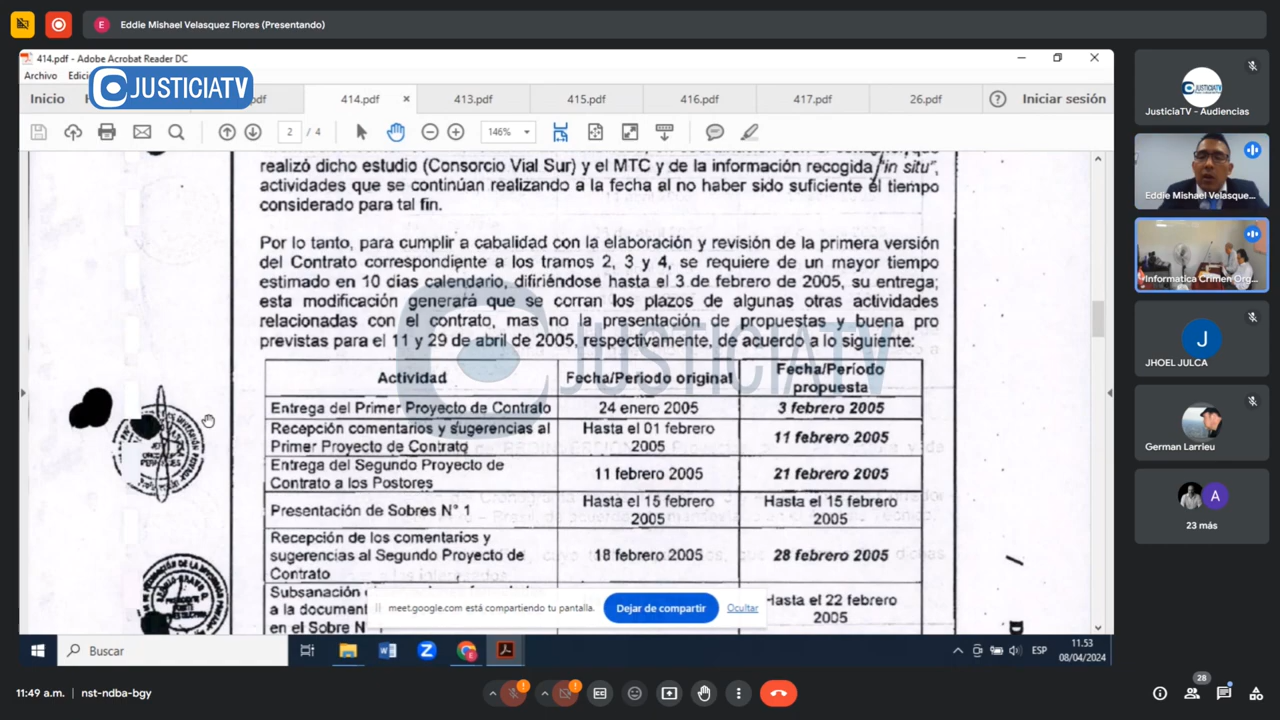 Eddie Mishael Velasquez Flores (Presentando)
414.pdf - Adobe Acrobat Reader DC
Archivo
JUSTICIATV
Inicio
414.pdf
413.pdf
415.pdf
416.pdf
417.pdf
26.pdf
Iniciar sesión
2 / 4
146%
realizó dicho estudio (Consorcio Vial Sur) y el MTC y de la información recogida "in situ",
actividades que se continúan realizando a la fecha al no haber sido suficiente el tiempo
considerado para tal fin.
Por lo tanto, para cumplir a cabalidad con la elaboración y revisión de la primera versión
del Contrato correspondiente a los tramos 2, 3 y 4, se requiere de un mayor tiempo
estimado en 10 días calendario, difiriéndose hasta el 3 de febrero de 2005, su entrega;
esta modificación generará que se corran los plazos de algunas otras actividades
relacionadas con el contrato, mas no la presentación de propuestas y buena pro
previstas para el 11 y 29 de abril de 2005, respectivamente, de acuerdo a lo siguiente:
JUSTICIATV
Actividad
Fecha/Periodo original
Fecha/Período
propuesta
Entrega del Primer Proyecto de Contrato
24 enero 2005
3 febrero 2005
Recepción comentarios y sugerencias al
Primer Proyecto de Contrato
Hasta el 01 febrero
2005
11 febrero 2005
Entrega del Segundo Proyecto de
Contrato a los Postores
11 febrero 2005
21 febrero 2005
Presentación de Sobres N° 1
Hasta el 15 febrero
2005
Hasta el 15 febrero
2005
Recepción de los comentarios y
sugerencias al Segundo Proyecto de
Contrato
18 febrero 2005
28 febrero 2005
Subsanación
a la
en el Sobre N
Hasta el 22 febrero
2005
meet.google.com está compartiendo tu pantalla.
Dejar de compartir
Ocultar
Buscar
ESP
11.53
08/04/2024
JusticiaTV - Audiencias
Eddie Mishael Velasque...
Informatica Crimen Org...
J
JHOEL JULCA
German Larrieu
A
23 más
11:49 a.m.
nst-ndba-bgy
28